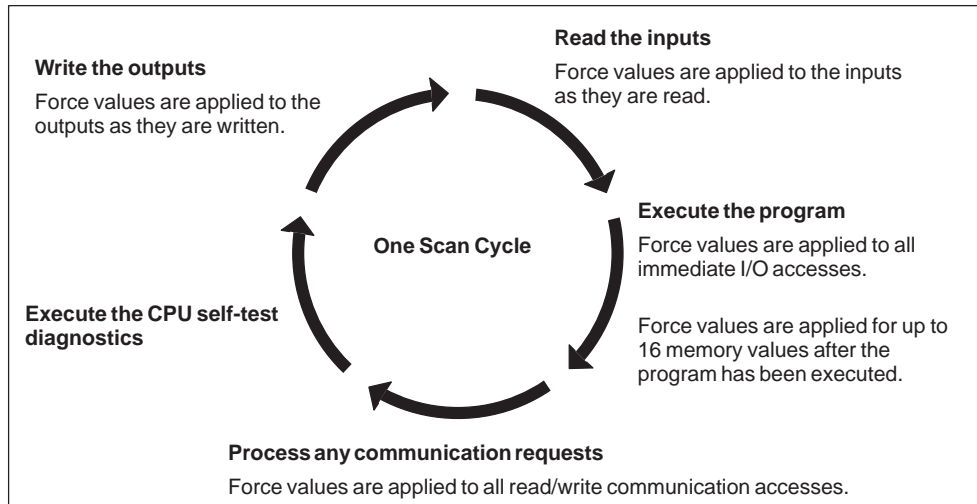 Read the inputs
Force values are applied to the inputs
as they are read.
Write the outputs
Force values are applied to the
outputs as they are written.
Execute the program
Force values are applied to all
immediate I/O accesses.
Force values are applied for up to
16 memory values after the
program has been executed.
One Scan Cycle
Execute the CPU self-test
diagnostics
Process any communication requests
Force values are applied to all read/write communication accesses.